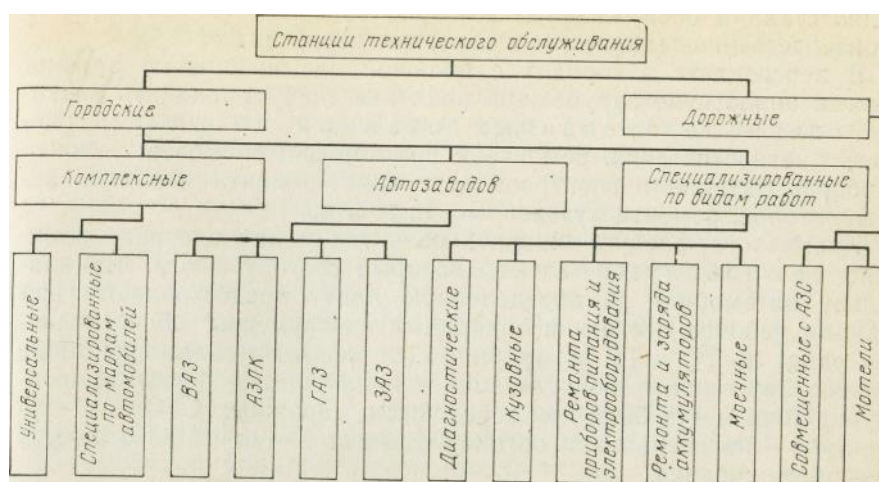 Станции технического обслуживания
Городские
Дорожные
Комплексные
Автозаводов
Специализированные
по видам работ
Универсальные
Специализированные
по маркам
автомобилей
ВАЗ
АЗЛК
ГАЗ
ЗАЗ
Диагностические
Кузовные
Ремонта
приборов питания и
электрооборудования
Ремонта и заряда
аккумуляторов
Моечные
Совмещенные с АЗС
Мотели